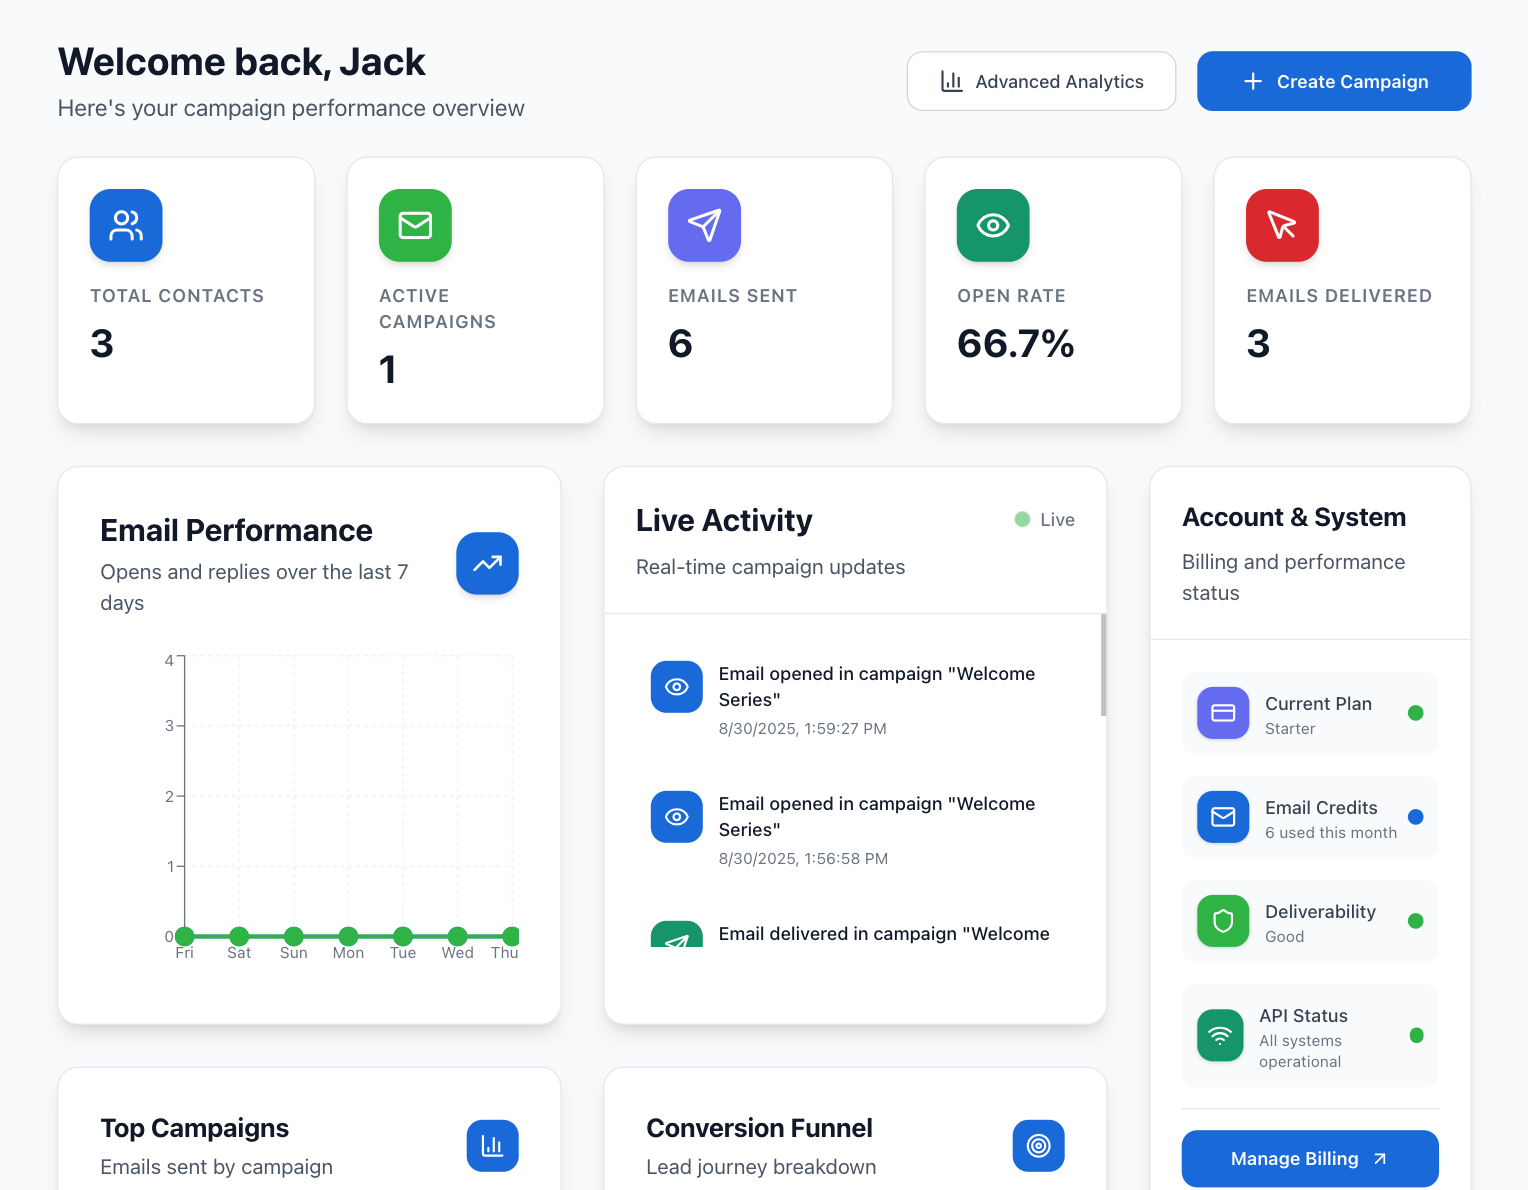 Welcome back, Jack
Here's your campaign performance overview
Advanced Analytics
Create Campaign
TOTAL CONTACTS
3
ACTIVE
CAMPAIGNS
1
EMAILS SENT
6
OPEN RATE
66.7%
EMAILS DELIVERED
3
Email Performance
Opens and replies over the last 7
days
4
3
2
1
0
Fri Sat Sun Mon Tue Wed Thu
Live Activity
Live
Real-time campaign updates
Email opened in campaign "Welcome
Series"
8/30/2025, 1:59:27 PM
Email opened in campaign "Welcome
Series"
8/30/2025, 1:56:58 PM
Email delivered in campaign "Welcome
Account & System
Billing and performance
status
Current Plan
Starter
Email Credits
6 used this month
Deliverability
Good
API Status
All systems
operational
Manage Billing
Top Campaigns
Emails sent by campaign
Conversion Funnel
Lead journey breakdown